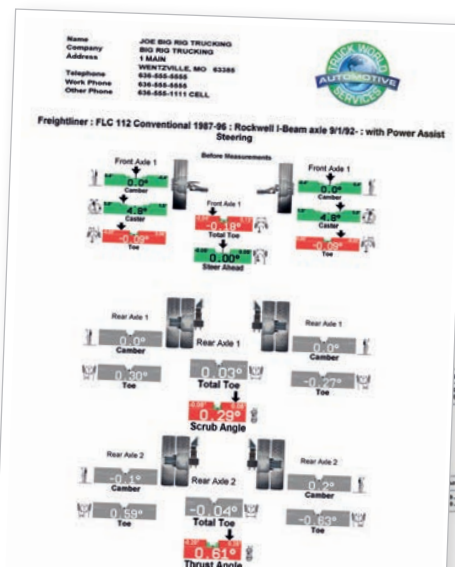 Name JOE BIG RIG TRUCKING
Company BIG RIG TRUCKING
Address 1 MAIN
WENTZVILLE, MO 63385
Telephone 636-555-5555
Work Phone 636-555-5555
Other Phone 636-555-1111 CELL
TRUCK WORLD
AUTOMOTIVE
SERVICES
Freightliner : FLC 112 Conventional 1987-96 : Rockwell I-Beam axle 9/1/92- : with Power Assist
Steering
Before Measurements
Front Axle 1
Front Axle 1
0.0°
Camber
0.0°
Camber
Front Axle 1
4.8°
Caster
-0.18°
Total Toe
4.8°
Caster
-0.09°
Toe
0.00°
Steer Ahead
-0.09°
Toe
Rear Axle 1
Rear Axle 1
Rear Axle 1
0.0°
Camber
0.0°
Camber
0.30°
Toe
0.03°
Total Toe
-0.27°
Toe
0.29°
Scrub Angle
Rear Axle 2
Rear Axle 2
Rear Axle 2
-0.1°
Camber
0.2°
Camber
0.59°
Toe
-0.04°
Total Toe
-0.63°
Toe
0.61°
Thrust Angle